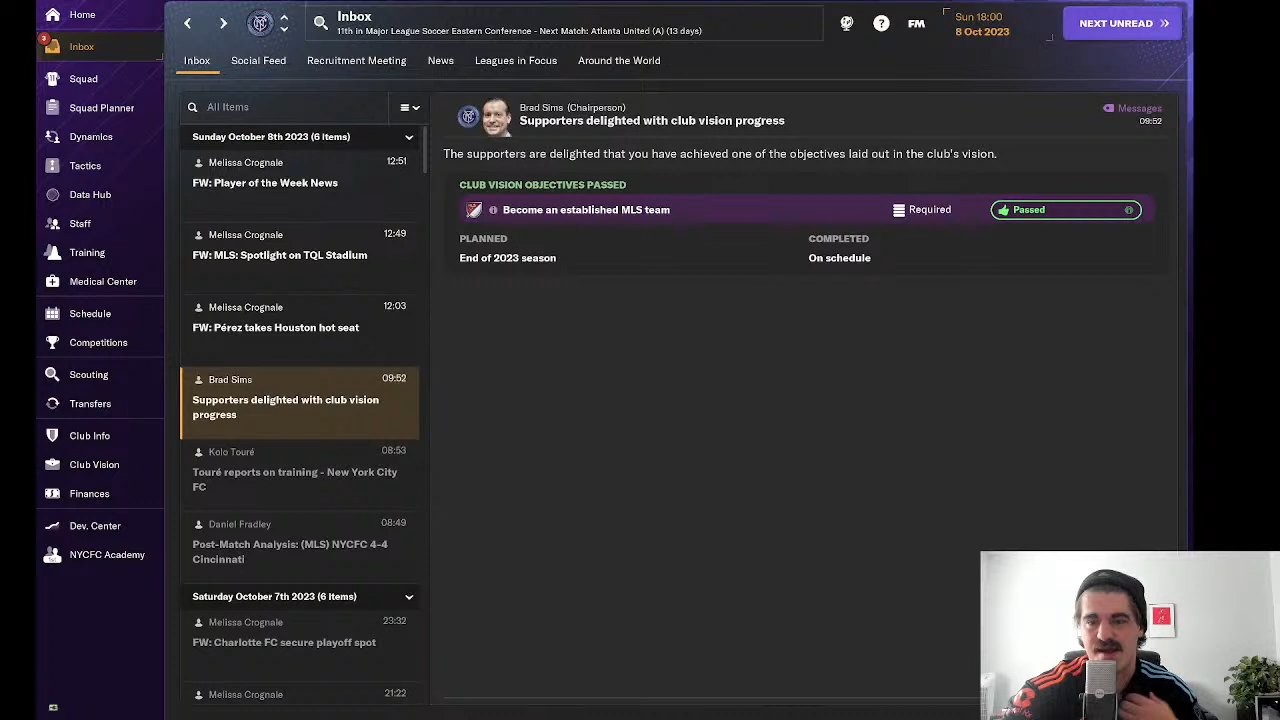 Home
3
Inbox
Squad
Squad Planner
Dynamics
Tactics
Data Hub
Staff
Training
Medical Center
Schedule
Competitions
Scouting
Transfers
Club Info
Club Vision
Finances
Dev. Center
NYCFC Academy
Inbox
11th in Major League Soccer Eastern Conference - Next Match: Atlanta United (A) (13 days)
?
FM
Sun 18:00
8 Oct 2023
NEXT UNREAD
Inbox
Social Feed
Recruitment Meeting
News
Leagues in Focus
Around the World
All Items
Sunday October 8th 2023 (6 Items)
Melissa Crognale
12:51
FW: Player of the Week News
Melissa Crognale
12:49
FW: MLS: Spotlight on TQL Stadium
Melissa Crognale
12:03
FW: Pérez takes Houston hot seat
Brad Sims
09:52
Supporters delighted with club vision
progress
Kolo Touré
08:53
Touré reports on training - New York City
FC
Daniel Fradley
08:49
Post-Match Analysis: (MLS) NYCFC 4-4
Cincinnati
Saturday October 7th 2023 (6 Items)
Melissa Crognale
23:32
FW: Charlotte FC secure playoff spot
Melissa Crognale
21:22
Brad Sims (Chairperson)
Supporters delighted with club vision progress
Messages
09:52
The supporters are delighted that you have achieved one of the objectives laid out in the club's vision.
CLUB VISION OBJECTIVES PASSED
Become an established MLS team
Required
Passed
PLANNED
COMPLETED
End of 2023 season
On schedule